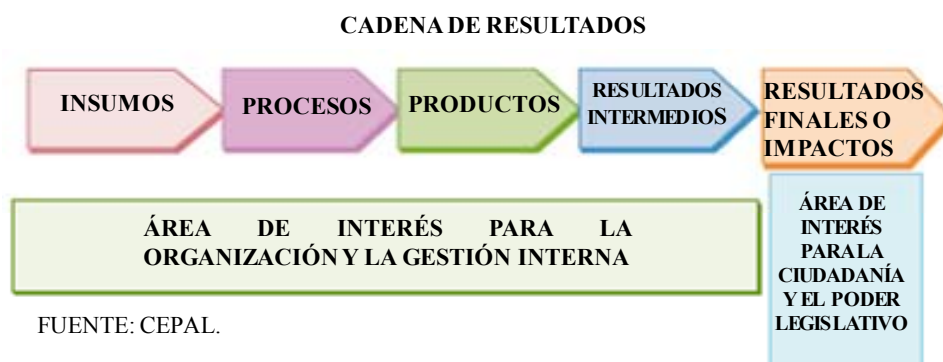 CADENA DE RESULTADOS
INSUMOS
PROCESOS
PRODUCTOS
RESULTADOS
INTERMEDIOS
RESULTADOS
FINALES O
IMPACTOS
ÁREA DE INTERÉS PARA LA
ORGANIZACIÓN Y LA GESTIÓN INTERNA
ÁREA DE
INTERÉS
PARA LA
CIUDADANÍA
Y EL PODER
LEGISLATIVO
FUENTE: CEPAL.